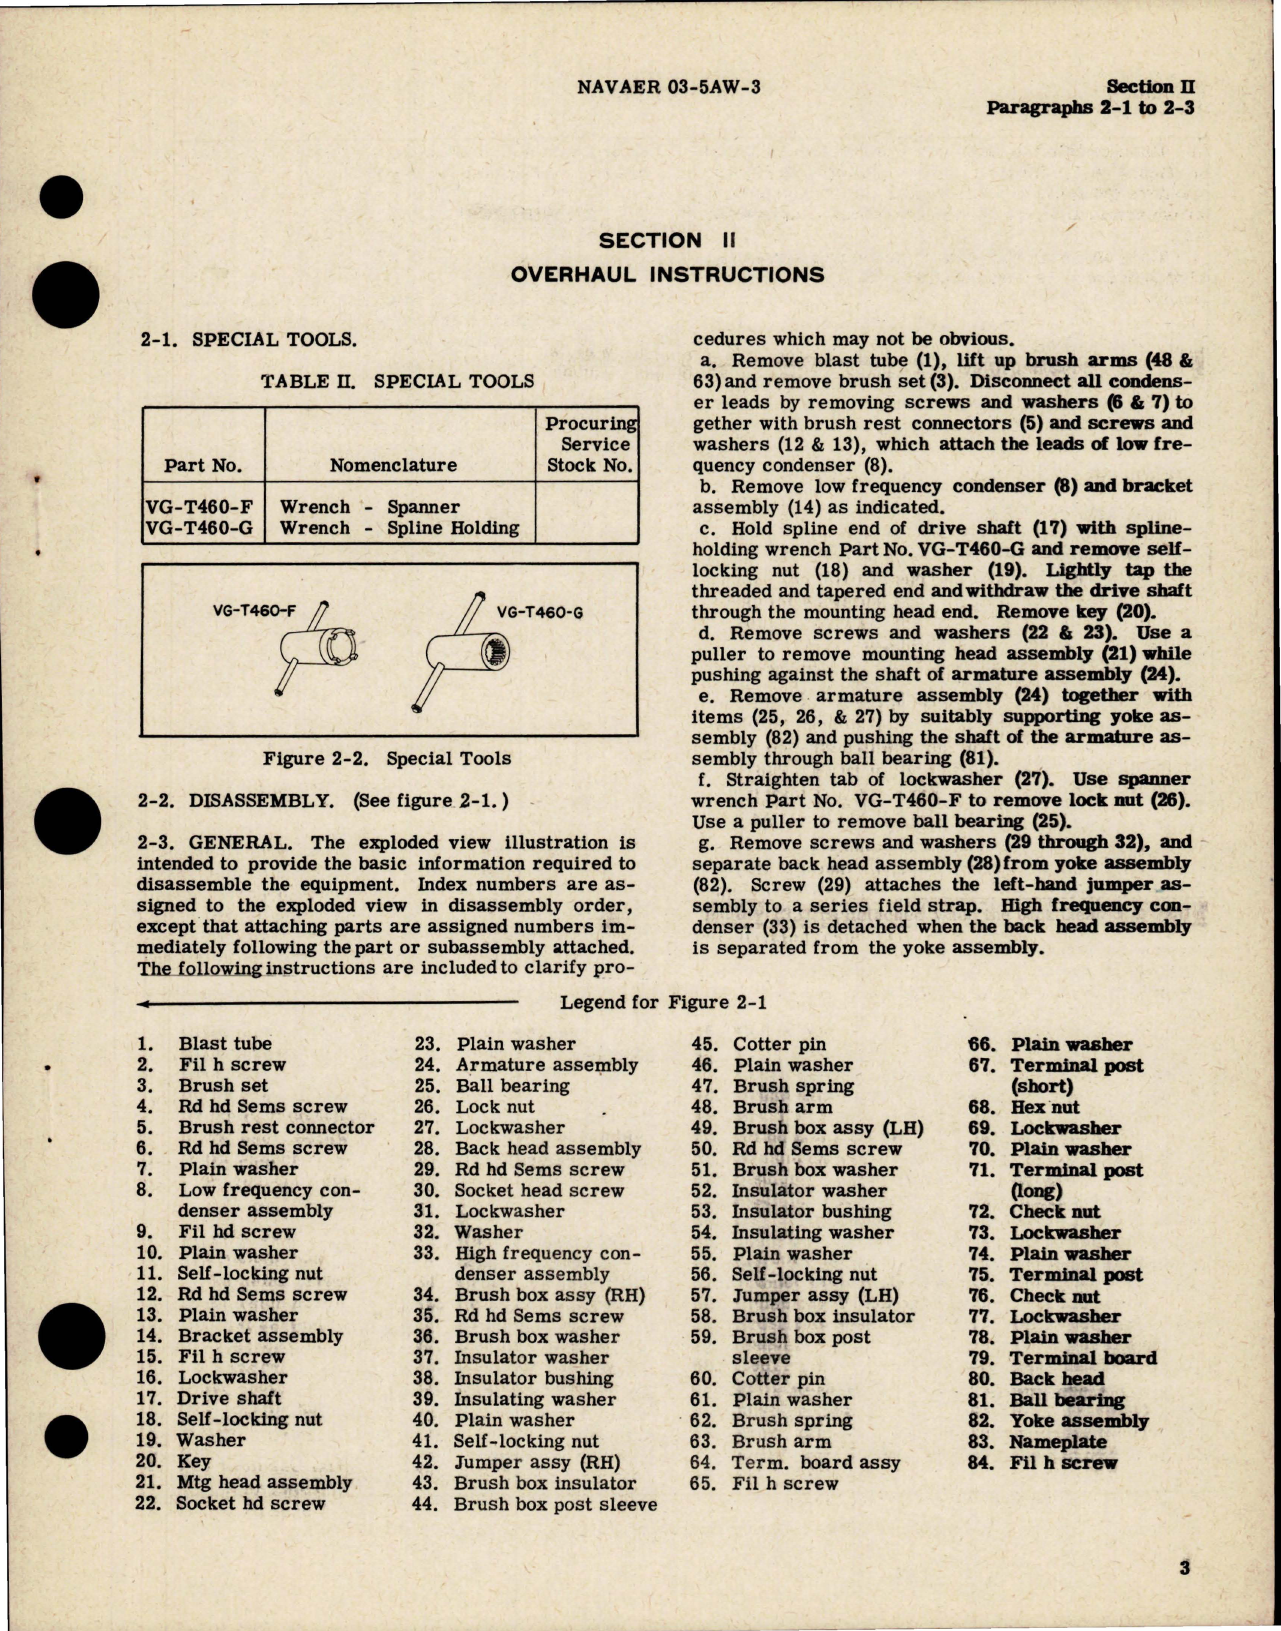 NAVAER 03-5AW-3
Section II
Paragraphs 2-1 to 2-3
SECTION II
OVERHAUL INSTRUCTIONS
2-1. SPECIAL TOOLS.
TABLE II. SPECIAL TOOLS
Part No. Nomenclature Procuring Service Stock No.
VG-T460-F Wrench - Spanner
VG-T460-G Wrench - Spline Holding
VG-T460-F
VG-T460-G
Figure 2-2. Special Tools
2-2. DISASSEMBLY. (See figure 2-1.)
2-3. GENERAL. The exploded view illustration is
intended to provide the basic information required to
disassemble the equipment. Index numbers are as-
signed to the exploded view in disassembly order,
except that attaching parts are assigned numbers im-
mediately following the part or subassembly attached.
The following instructions are included to clarify pro-
cedures which may not be obvious.
a. Remove blast tube (1), lift up brush arms (48 &
63) and remove brush set (3). Disconnect all condens-
er leads by removing screws and washers (6 & 7) to
gether with brush rest connectors (5) and screws and
washers (12 & 13), which attach the leads of low fre-
quency condenser (8).
b. Remove low frequency condenser (8) and bracket
assembly (14) as indicated.
c. Hold spline end of drive shaft (17) with spline-
holding wrench Part No. VG-T460-G and remove self-
locking nut (18) and washer (19). Lightly tap the
threaded and tapered end and withdraw the drive shaft
through the mounting head end. Remove key (20).
d. Remove screws and washers (22 & 23). Use a
puller to remove mounting head assembly (21) while
pushing against the shaft of armature assembly (24).
e. Remove armature assembly (24) together with
items (25, 26, & 27) by suitably supporting yoke as-
sembly (82) and pushing the shaft of the armature as-
sembly through ball bearing (81).
f. Straighten tab of lockwasher (27). Use spanner
wrench Part No. VG-T460-F to remove lock nut (26).
Use a puller to remove ball bearing (25).
g. Remove screws and washers (29 through 32), and
separate back head assembly (28) from yoke assembly
(82). Screw (29) attaches the left-hand jumper as-
sembly to a series field strap. High frequency con-
denser (33) is detached when the back head assembly
is separated from the yoke assembly.
Legend for Figure 2-1
1. Blast tube
2. Fil h screw
3. Brush set
4. Rd hd Sems screw
5. Brush rest connector
6. Rd hd Sems screw
7. Plain washer
8. Low frequency con-
denser assembly
9. Fil hd screw
10. Plain washer
11. Self-locking nut
12. Rd hd Sems screw
13. Plain washer
14. Bracket assembly
15. Fil h screw
16. Lockwasher
17. Drive shaft
18. Self-locking nut
19. Washer
20. Key
21. Mtg head assembly
22. Socket hd screw
23. Plain washer
24. Armature assembly
25. Ball bearing
26. Lock nut
27. Lockwasher
28. Back head assembly
29. Rd hd Sems screw
30. Socket head screw
31. Lockwasher
32. Washer
33. High frequency con-
denser assembly
34. Brush box assy (RH)
35. Rd hd Sems screw
36. Brush box washer
37. Insulator washer
38. Insulator bushing
39. Insulating washer
40. Plain washer
41. Self-locking nut
42. Jumper assy (RH)
43. Brush box insulator
44. Brush box post sleeve
45. Cotter pin
46. Plain washer
47. Brush spring
48. Brush arm
49. Brush box assy (LH)
50. Rd hd Sems screw
51. Brush box washer
52. Insulator washer
53. Insulator bushing
54. Insulating washer
55. Plain washer
56. Self-locking nut
57. Jumper assy (LH)
58. Brush box insulator
59. Brush box post
sleeve
60. Cotter pin
61. Plain washer
62. Brush spring
63. Brush arm
64. Term. board assy
65. Fil h screw
66. Plain washer
67. Terminal post
(short)
68. Hex nut
69. Lockwasher
70. Plain washer
71. Terminal post
(long)
72. Check nut
73. Lockwasher
74. Plain washer
75. Terminal post
76. Check nut
77. Lockwasher
78. Plain washer
79. Terminal board
80. Back head
81. Ball bearing
82. Yoke assembly
83. Nameplate
84. Fil h screw
3